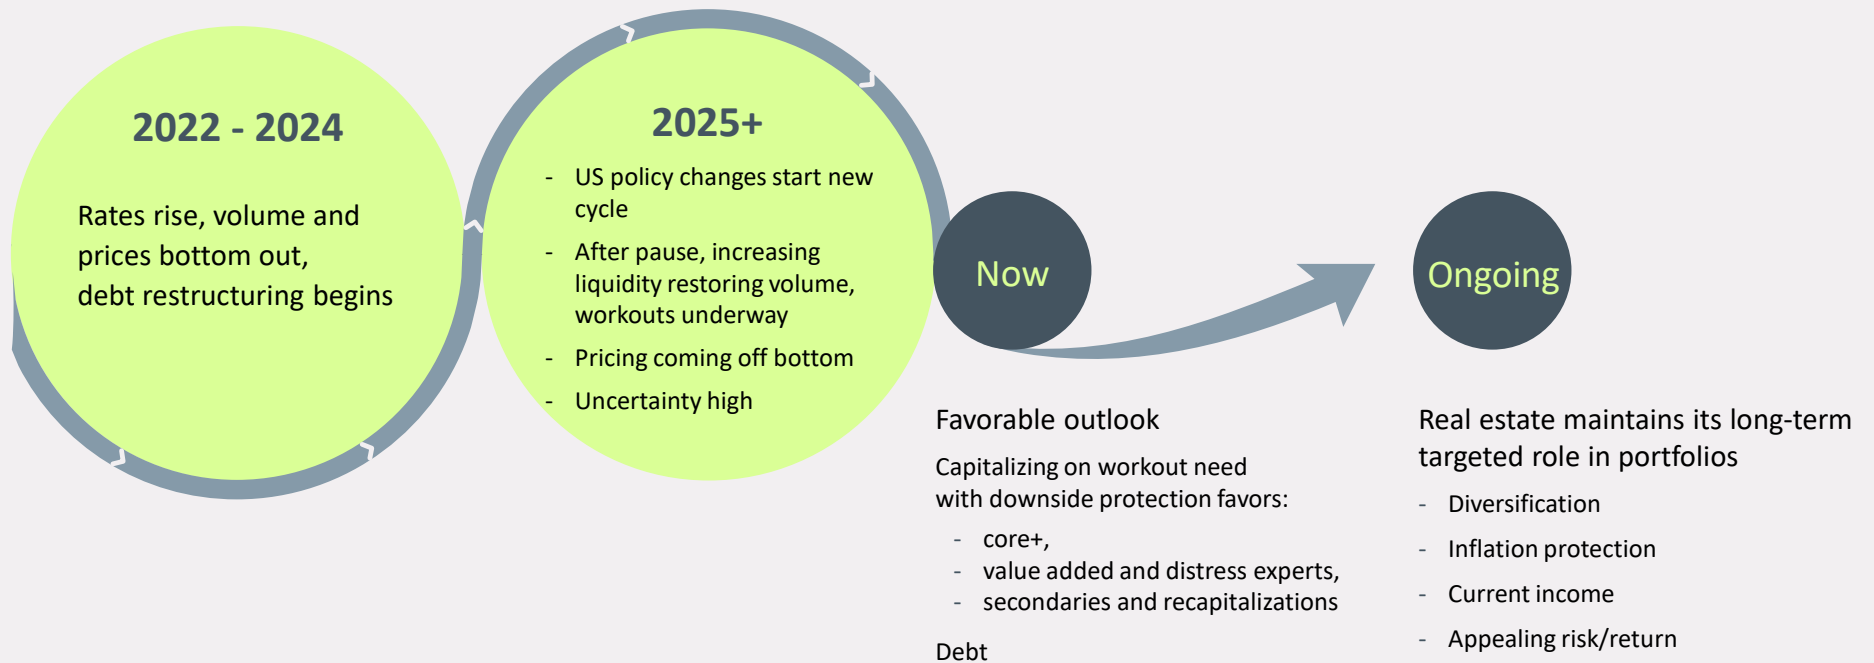 2022 - 2024
Rates rise, volume and
prices bottom out,
debt restructuring begins
2025+
- US policy changes start new
cycle
- After pause, increasing
liquidity restoring volume,
workouts underway
- Pricing coming off bottom
- Uncertainty high
Now
Favorable outlook
Capitalizing on workout need
with downside protection favors:
- core+,
- value added and distress experts,
- secondaries and recapitalizations
Debt
Ongoing
Real estate maintains its long-term
targeted role in portfolios
- Diversification
- Inflation protection
- Current income
- Appealing risk/return